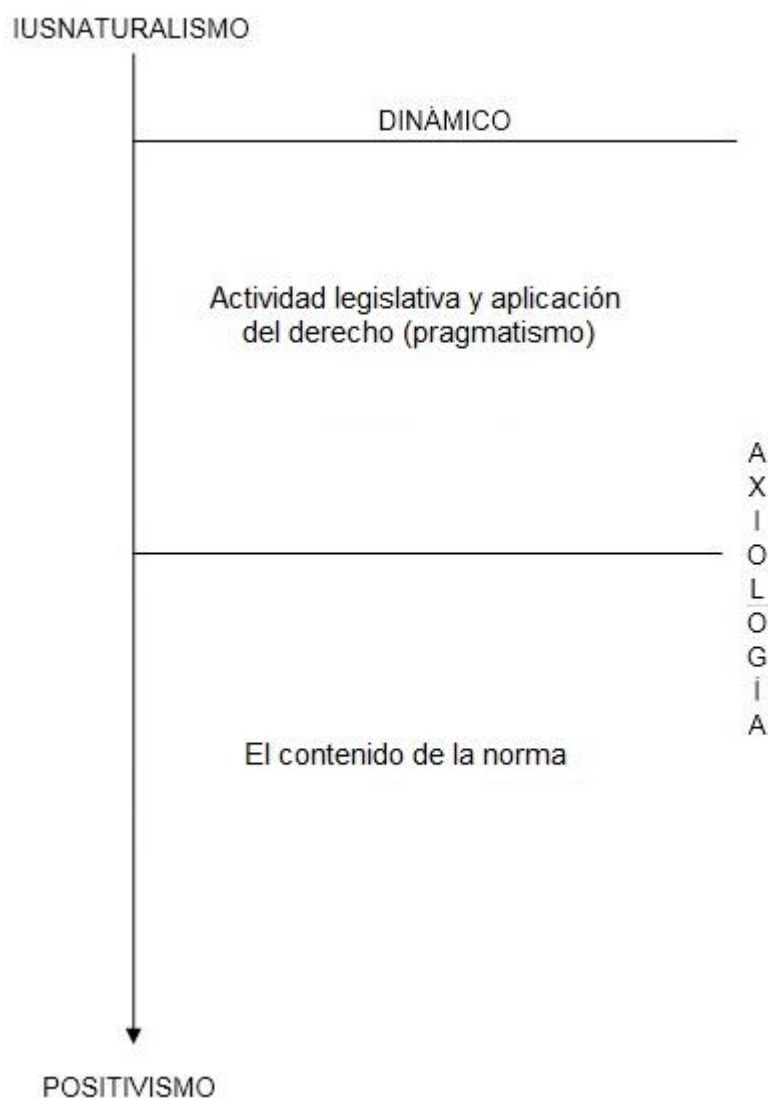 IUSNATURALISMO
DINÁMICO
Actividad legislativa y aplicación
del derecho (pragmatismo)
A
X
I
O
L
O
G
Í
A
El contenido de la norma
POSITIVISMO